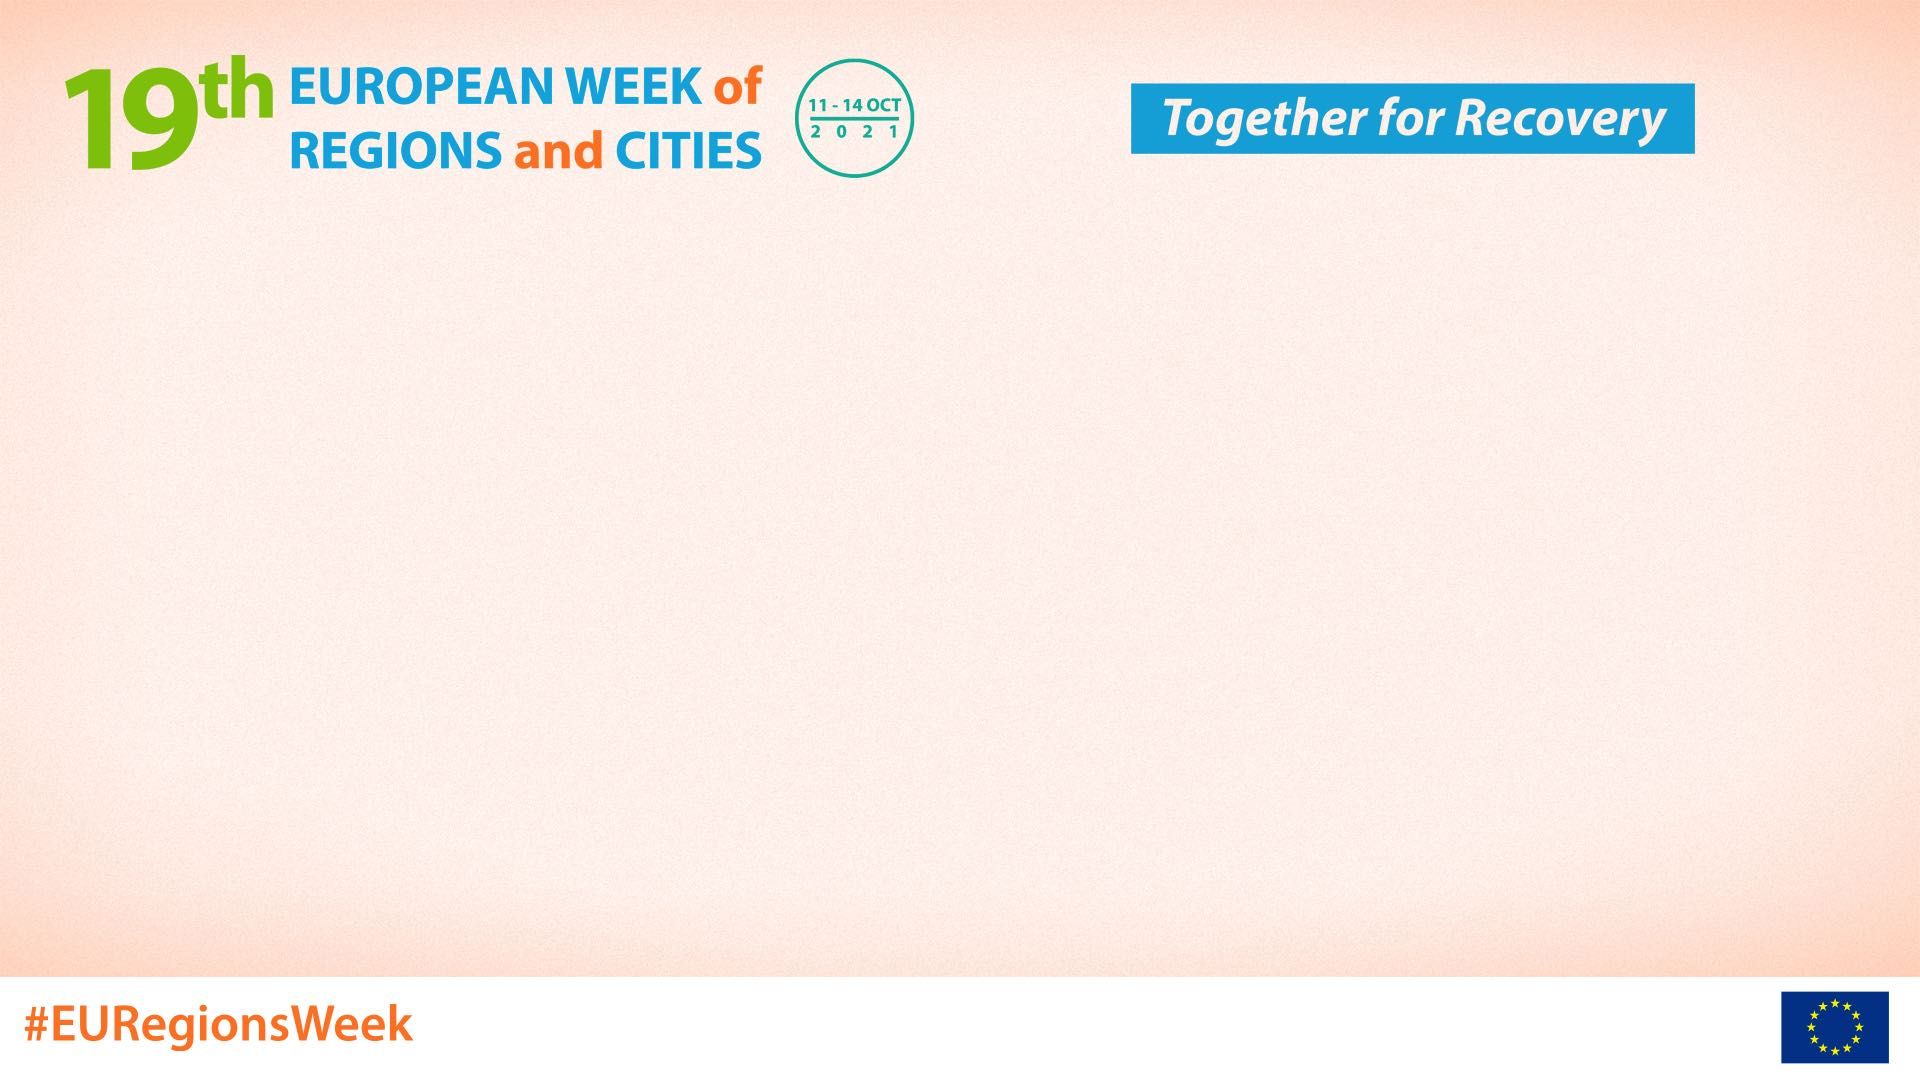 19th EUROPEAN WEEK of
REGIONS and CITIES
11 - 14 OCT
2 0 2 1
Together for Recovery
#EURegionsWeek